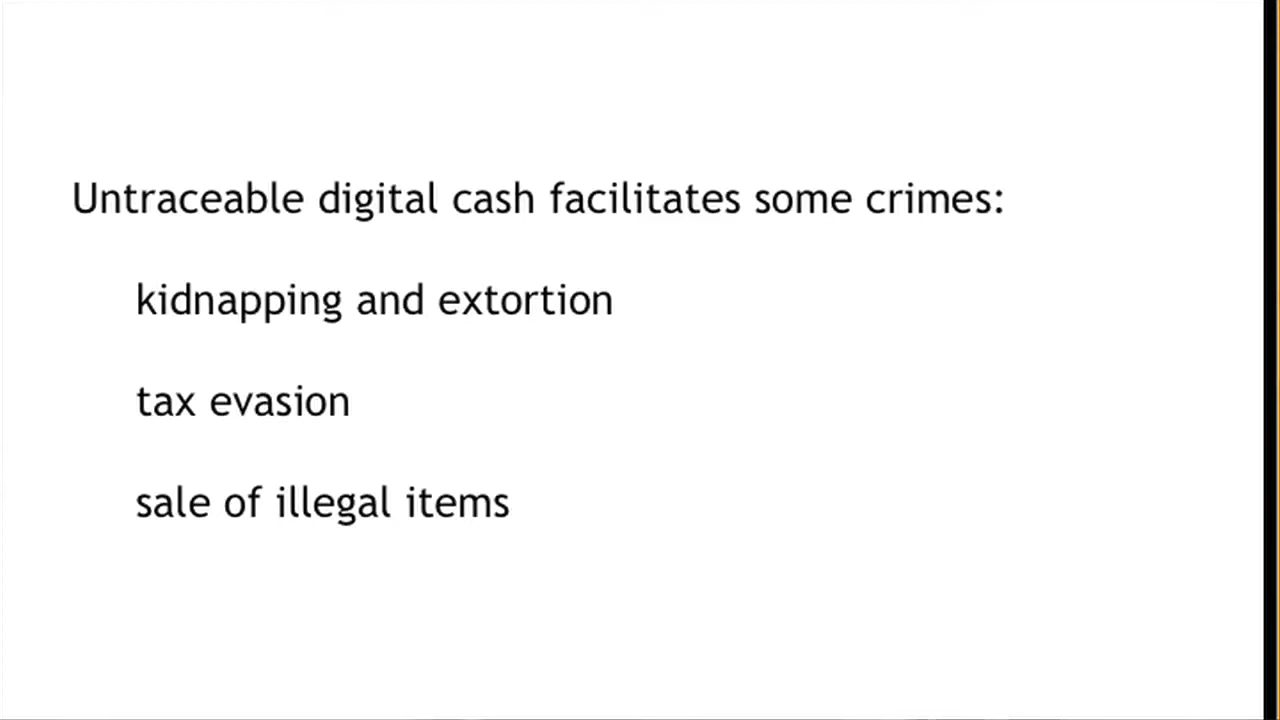 Untraceable digital cash facilitates some crimes:
kidnapping and extortion
tax evasion
sale of illegal items